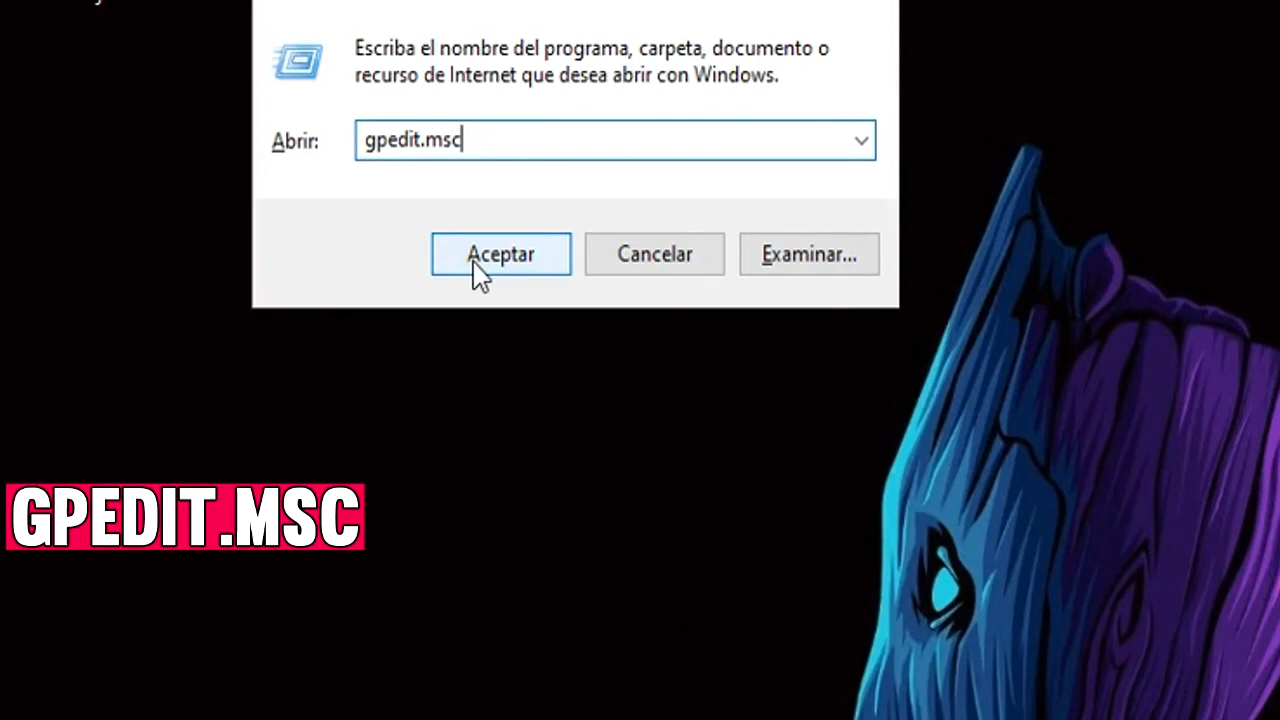 Escriba el nombre del programa, carpeta, documento o
recurso de Internet que desea abrir con Windows.
Abrir: gpedit.msc
Aceptar Cancelar Examinar...
GPEDIT.MSC